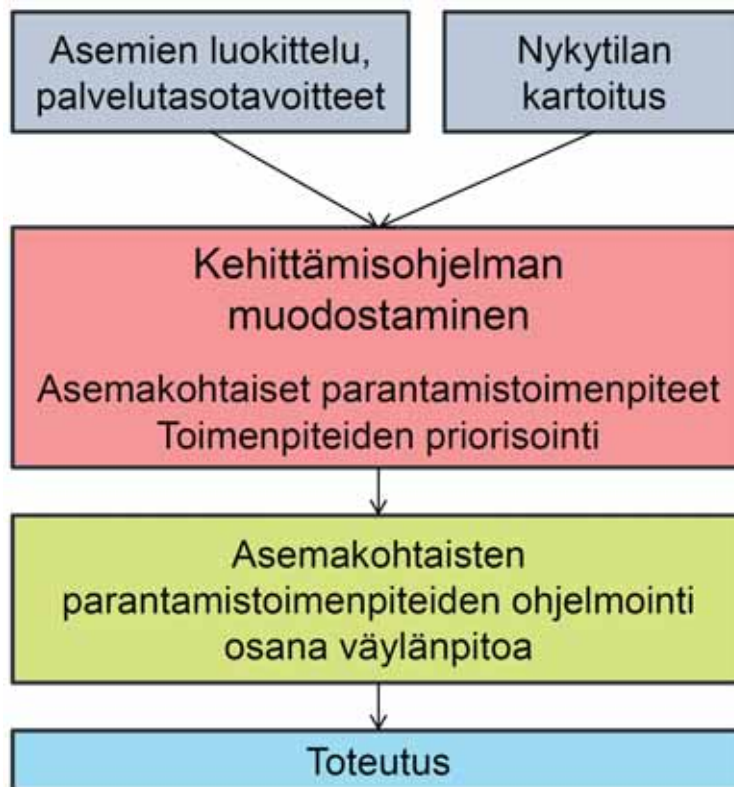 Asemien luokittelu,
palvelutasotavoitteet
Nykytilan
kartoitus
Kehittämisohjelman
muodostaminen
Asemakohtaiset parantamistoimenpiteet
Toimenpiteiden priorisointi
Asemakohtaisten
parantamistoimenpiteiden ohjelmointi
osana väylänpitoa
Toteutus